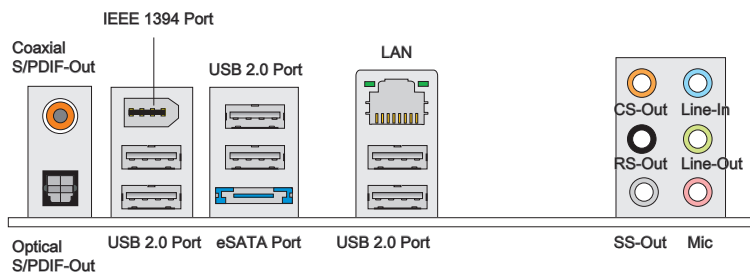 IEEE 1394 Port
Coaxial
S/PDIF-Out
USB 2.0 Port
LAN
CS-Out Line-In
RS-Out Line-Out
Optical
S/PDIF-Out
USB 2.0 Port eSATA Port USB 2.0 Port
SS-Out Mic